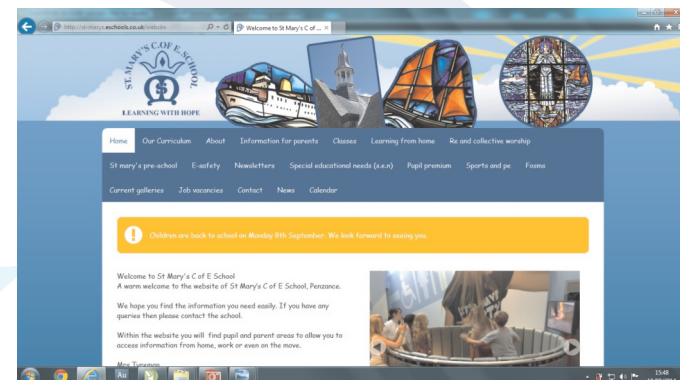 http://st-marys.eschools.co.uk/website
Welcome to St Mary's C of ...
ST. MARY'S C.OF E. SCHOOL
LEARNING WITH HOPE
Home Our Curriculum About Information for parents Classes Learning from home Re and collective worship
St mary's pre-school E-safety Newsletters Special educational needs (s.e.n) Pupil premium Sports and pe Fosms
Current galleries Job vacancies Contact News Calendar
Children are back to school on Monday 8th September. We look forward to seeing you.
Welcome to St Mary's C of E School
A warm welcome to the website of St Mary's C of E School, Penzance.
We hope you find the information you need easily. If you have any
queries then please contact the school.
Within the website you will find pupil and parent areas to allow you to
access information from home, work or even on the move.
Mrs
Au
15:48